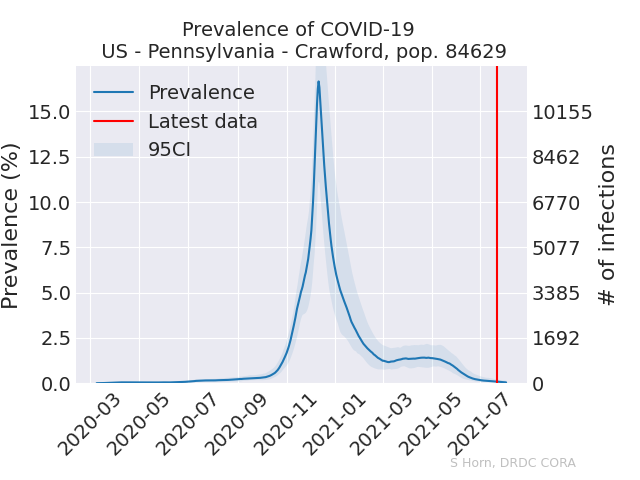 Prevalence of COVID-19
US - Pennsylvania - Crawford, pop. 84629
Prevalence
Latest data
95CI
Prevalence (%)
15.0
12.5
10.0
7.5
5.0
2.5
0.0
10155
8462
6770
5077
3385
1692
0
# of infections
2020-03
2020-05
2020-07
2020-09
2020-11
2021-01
2021-03
2021-05
2021-07
S Horn, DRDC CORA